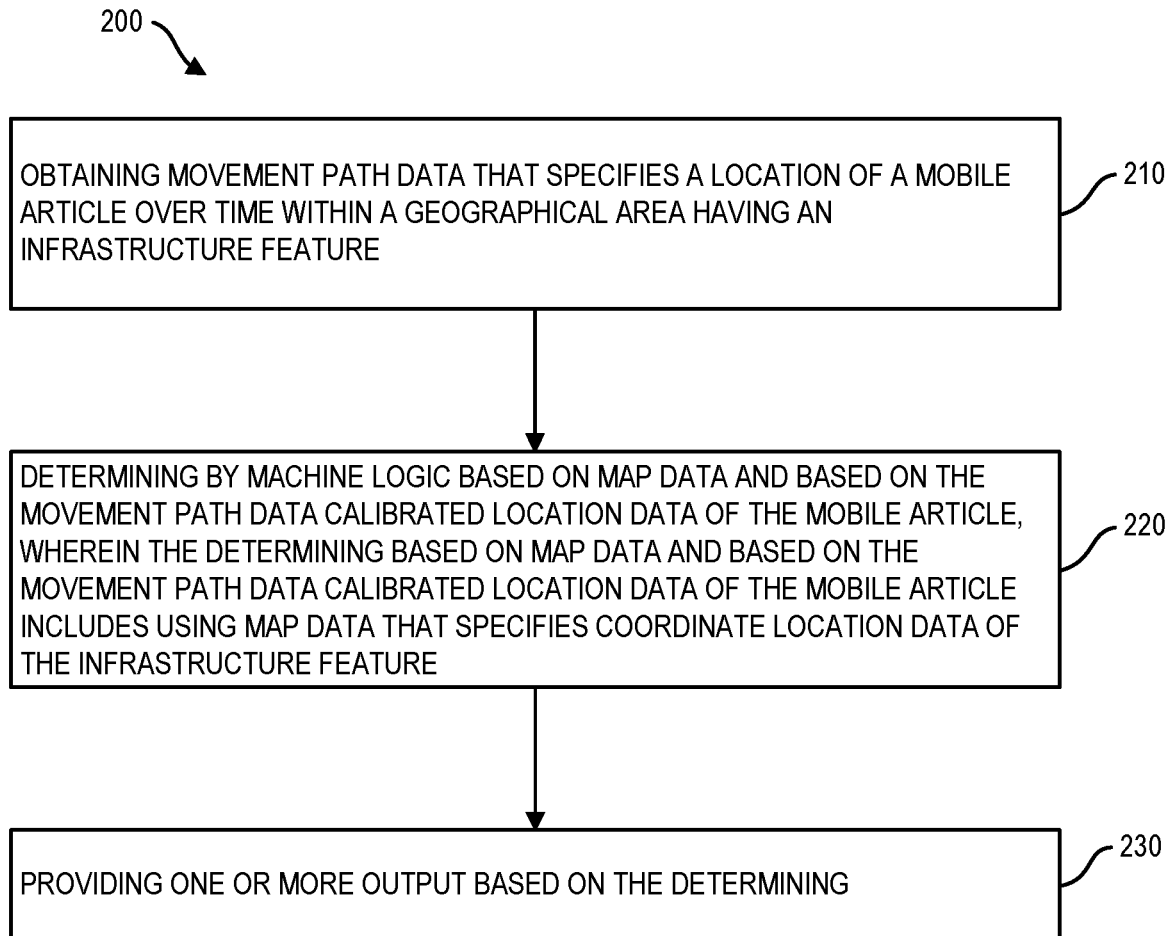 200
OBTAINING MOVEMENT PATH DATA THAT SPECIFIES A LOCATION OF A MOBILE
ARTICLE OVER TIME WITHIN A GEOGRAPHICAL AREA HAVING AN
INFRASTRUCTURE FEATURE
210
DETERMINING BY MACHINE LOGIC BASED ON MAP DATA AND BASED ON THE
MOVEMENT PATH DATA CALIBRATED LOCATION DATA OF THE MOBILE ARTICLE,
WHEREIN THE DETERMINING BASED ON MAP DATA AND BASED ON THE
MOVEMENT PATH DATA CALIBRATED LOCATION DATA OF THE MOBILE ARTICLE
INCLUDES USING MAP DATA THAT SPECIFIES COORDINATE LOCATION DATA OF
THE INFRASTRUCTURE FEATURE
220
PROVIDING ONE OR MORE OUTPUT BASED ON THE DETERMINING
230